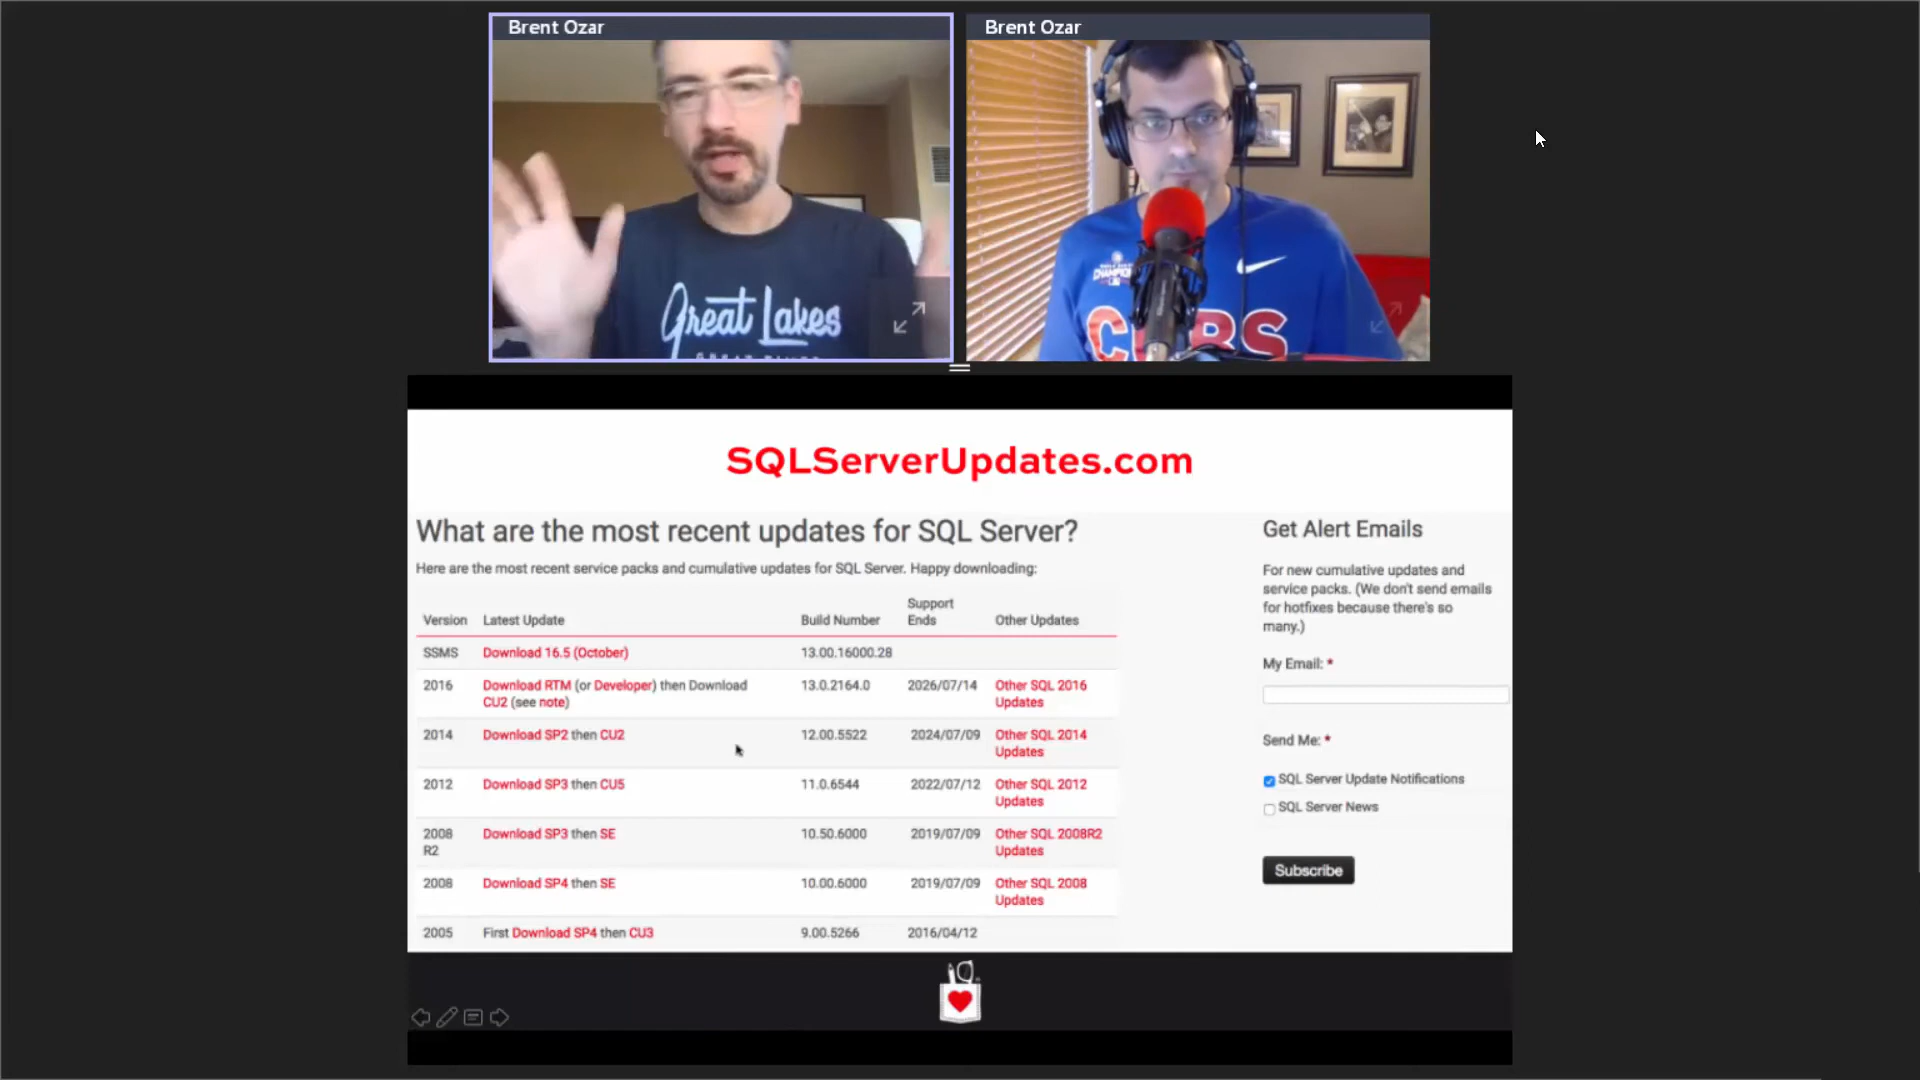 Brent Ozar
Brent Ozar
Great Lakes
CHAMPIONS
CUBS
SQLServerUpdates.com
What are the most recent updates for SQL Server?
Here are the most recent service packs and cumulative updates for SQL Server. Happy downloading:
Version Latest Update Build Number Support Ends Other Updates
SSMS Download 16.5 (October) 13.00.16000.28
2016 Download RTM (or Developer) then Download 13.0.2164.0 2026/07/14 Other SQL 2016
CU2 (see note) Updates
2014 Download SP2 then CU2 12.00.5522 2024/07/09 Other SQL 2014
Updates
2012 Download SP3 then CU5 11.0.6544 2022/07/12 Other SQL 2012
Updates
2008 Download SP3 then SE 10.50.6000 2019/07/09 Other SQL 2008R2
R2 Updates
2008 Download SP4 then SE 10.00.6000 2019/07/09 Other SQL 2008
Updates
2005 First Download SP4 then CU3 9.00.5266 2016/04/12
Get Alert Emails
For new cumulative updates and
service packs. (We don't send emails
for hotfixes because there's so
many.)
My Email: *
Send Me: *
SQL Server Update Notifications
SQL Server News
Subscribe